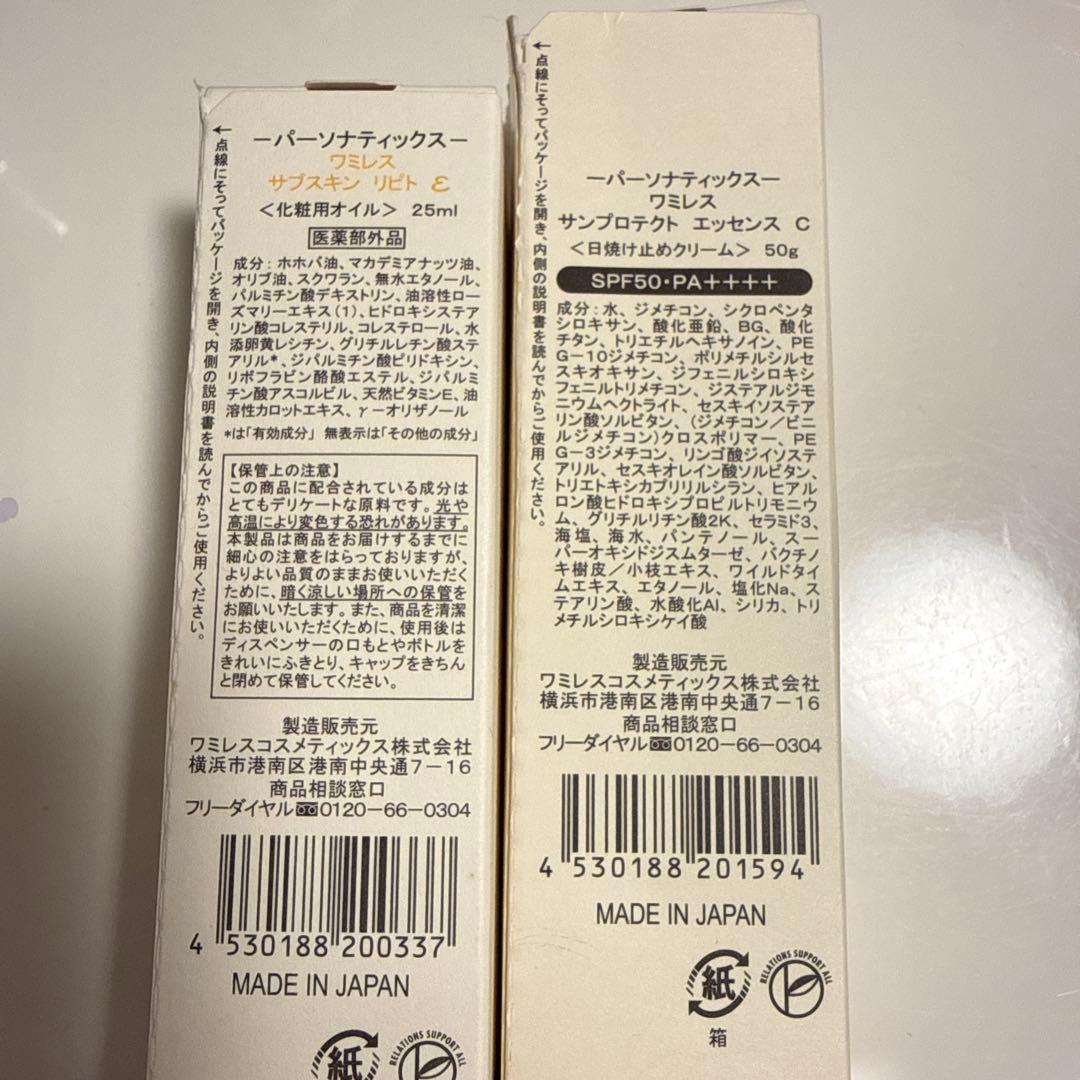 ←点線にそってパッケージを開き、内側の説明書を読んでからご使用ください。
ーパーソナティックスー
ワミレス
サブスキン リピト ε
＜化粧用オイル＞ 25ml
医薬部外品
成分：ホホバ油、マカデミアナッツ油、
オリブ油、スクワラン、無水エタノール、
パルミチン酸デキストリン、油溶性ロー
ズマリーエキス(1)、ヒドロキシステア
リン酸コレステリル、コレステロール、水
添卵黄レシチン、グリチルレチン酸ステ
アリル*、ジパルミチン酸ピリドキシン、
リボフラビン酪酸エステル、ジパルミ
チン酸アスコルビル、天然ビタミンE、油
溶性カロットエキス、γ-オリザノール
*は「有効成分」 無表示は「その他の成分」
【保管上の注意】
この商品に配合されている成分は
とてもデリケートな原料です。光や
高温により変色する恐れがあります。
本製品は商品をお届けするまでに
細心の注意をはらっておりますが、
よりよい品質のままお使いいただく
ために、暗く涼しい場所への保管を
お願いいたします。また、商品を清潔
にお使いいただくために、使用後は
ディスペンサーの口もとやボトルを
きれいにふきとり、キャップをきちん
と閉めて保管してください。
製造販売元
ワミレスコスメティックス株式会社
横浜市港南区港南中央通7-16
商品相談窓口
フリーダイヤル0120-66-0304
4 530188 200337
MADE IN JAPAN
紙
RELATIONS SUPPORT ALL
←点線にそってパッケージを開き、内側の説明書を読んでからご使用ください。
ーパーソナティックスー
ワミレス
サンプロテクト エッセンス C
＜日焼け止めクリーム＞ 50g
SPF50・PA++++
成分：水、ジメチコン、シクロペンタ
シロキサン、酸化亜鉛、BG、酸化
チタン、トリエチルヘキサノイン、PE
G-10ジメチコン、ポリメチルシルセ
スキオキサン、ジフェニルシロキシ
フェニルトリメチコン、ジステアルジモ
ニウムヘクトライト、セスキイソステア
リン酸ソルビタン、(ジメチコン/ビニ
ルジメチコン)クロスポリマー、PE
G-3ジメチコン、リンゴ酸ジイソステ
アリル、セスキオレイン酸ソルビタン、
トリエトキシカプリリルシラン、ヒアル
ロン酸ヒドロキシプロピルトリモニウ
ム、グリチルリチン酸2K、セラミド3、
海塩、海水、パンテノール、スー
パーオキシドジスムターゼ、バクチノ
キ樹皮/小枝エキス、ワイルドタイ
ムエキス、エタノール、塩化Na、ス
テアリン酸、水酸化Al、シリカ、トリ
メチルシロキシケイ酸
製造販売元
ワミレスコスメティックス株式会社
横浜市港南区港南中央通7-16
商品相談窓口
フリーダイヤル0120-66-0304
4 530188 201594
MADE IN JAPAN
紙
箱
RELATIONS SUPPORT ALL